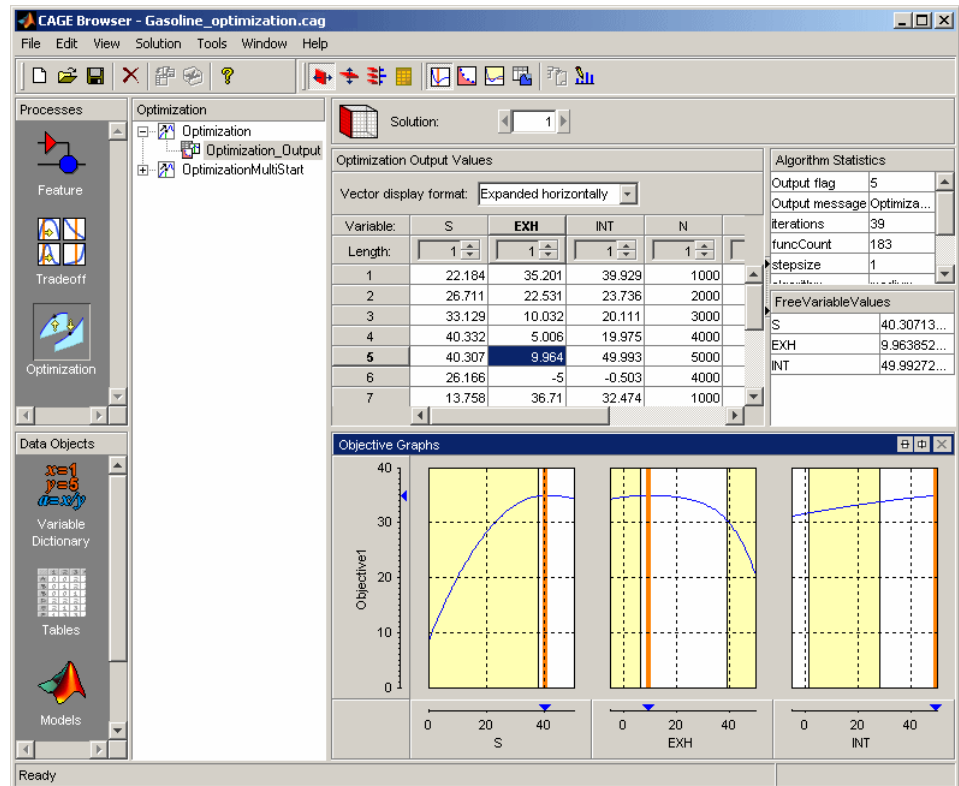 CAGE Browser - Gasoline_optimization.cag
File Edit View Solution Tools Window Help
Processes
Feature
Tradeoff
Optimization
Optimization
Optimization
Optimization_Output
OptimizationMultiStart
Solution: 1
Optimization Output Values
Vector display format: Expanded horizontally
Variable: S EXH INT N
Length: 1 1 1 1
1 22.184 35.201 39.929 1000
2 26.711 22.531 23.736 2000
3 33.129 10.032 20.111 3000
4 40.332 5.006 19.975 4000
5 40.307 9.964 49.993 5000
6 26.166 -5 -0.503 4000
7 13.758 36.71 32.474 1000
Algorithm Statistics
Output flag 5
Output message Optimiza...
iterations 39
funcCount 183
stepsize 1
FreeVariableValues
S 40.30713...
EXH 9.963852...
INT 49.99272...
Data Objects
x=1
y=5
a=x/y
Variable
Dictionary
Tables
Models
Objective Graphs
40
30
20
10
0
Objective1
0 20 40
S
0 20 40
EXH
0 20 40
INT
Ready